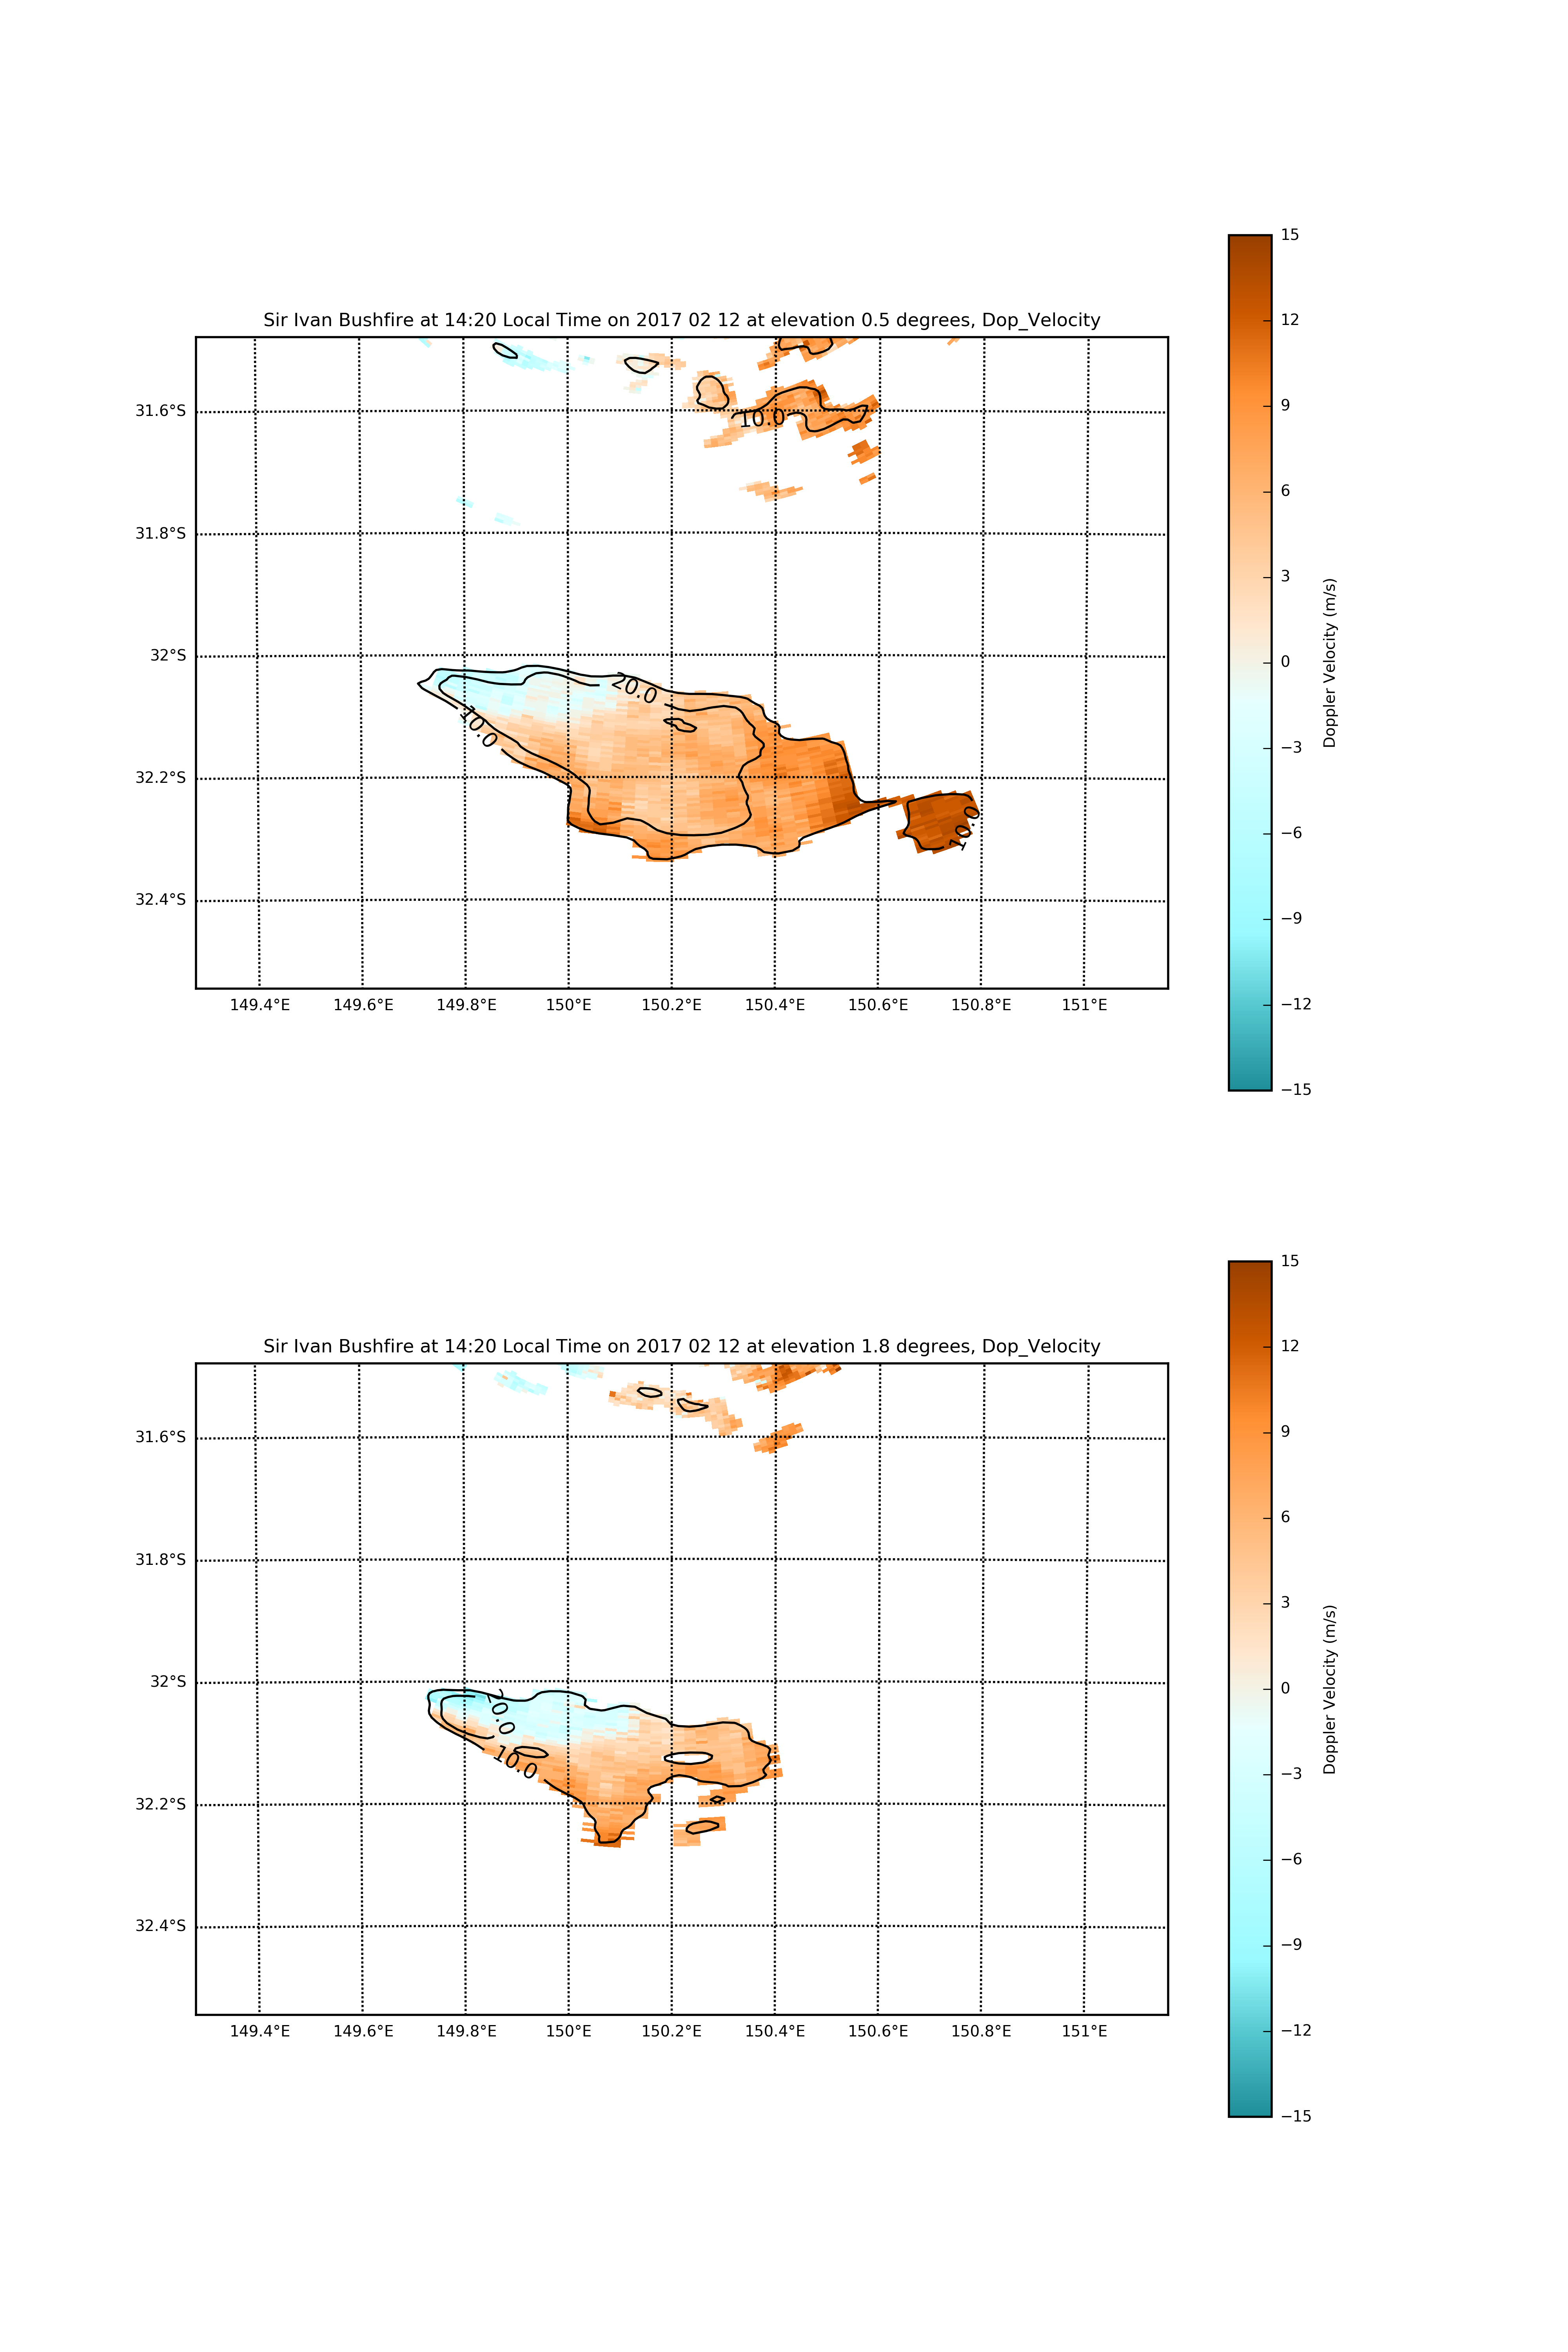 Sir Ivan Bushfire at 14:20 Local Time on 2017 02 12 at elevation 0.5 degrees, Dop_Velocity
31.6°S
31.8°S
32°S
32.2°S
32.4°S
149.4°E 149.6°E 149.8°E 150°E 150.2°E 150.4°E 150.6°E 150.8°E 151°E
10.0
20.0
10.0
10.0
15
12
9
6
3
0
−3
−6
−9
−12
−15
Doppler Velocity (m/s)
Sir Ivan Bushfire at 14:20 Local Time on 2017 02 12 at elevation 1.8 degrees, Dop_Velocity
31.6°S
31.8°S
32°S
32.2°S
32.4°S
149.4°E 149.6°E 149.8°E 150°E 150.2°E 150.4°E 150.6°E 150.8°E 151°E
20.0
10.0
15
12
9
6
3
0
−3
−6
−9
−12
−15
Doppler Velocity (m/s)